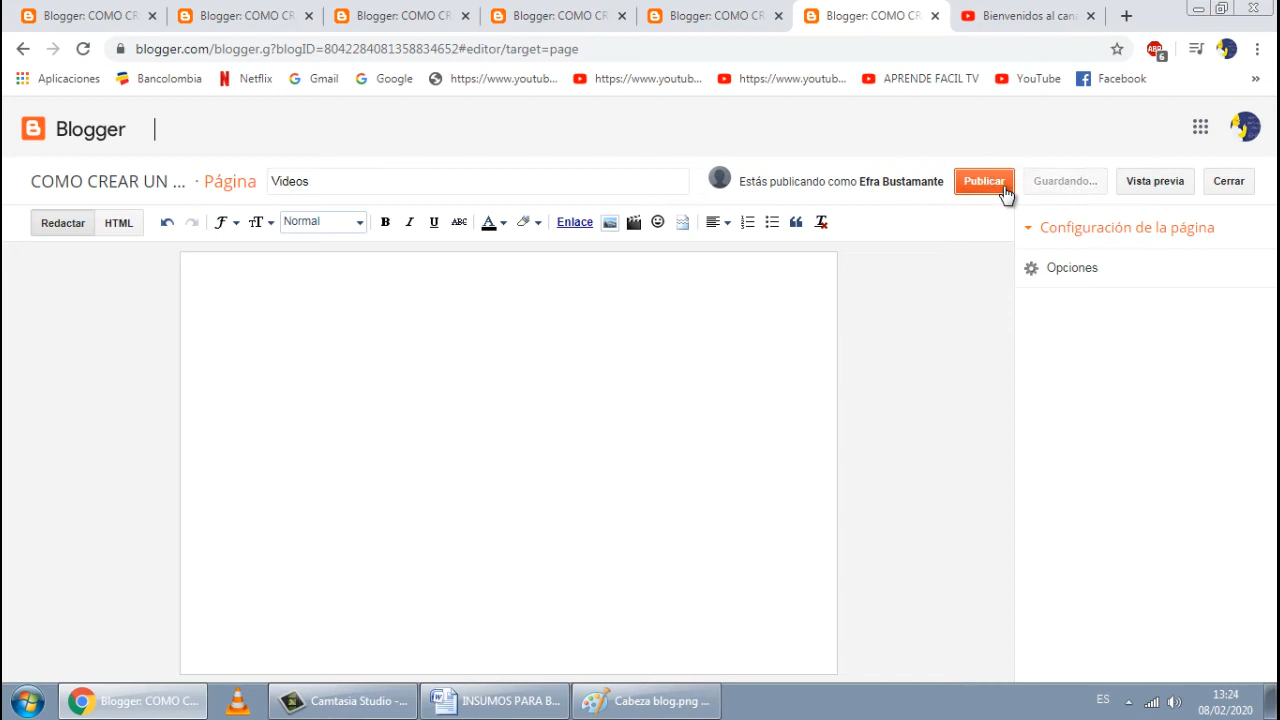 Blogger: COMO CR
Blogger: COMO CR
Blogger: COMO CR
Blogger: COMO CR
Blogger: COMO CR
Blogger: COMO CR
Bienvenidos al can
blogger.com/blogger.g?blogID=8042284081358834652#editor/target=page
6
Aplicaciones
Bancolombia
Netflix
Gmail
Google
https://www.youtub...
https://www.youtub...
https://www.youtub...
APRENDE FACIL TV
YouTube
Facebook
»
Blogger
COMO CREAR UN ... · Página
Videos
Estás publicando como Efra Bustamante
Publicar
Guardando...
Vista previa
Cerrar
Redactar
HTML
Normal
B
I
U
ABC
A
Enlace
Configuración de la página
Opciones
Blogger: COMO C...
Camtasia Studio -...
INSUMOS PARA B...
Cabeza blog.png ...
ES
13:24
08/02/2020